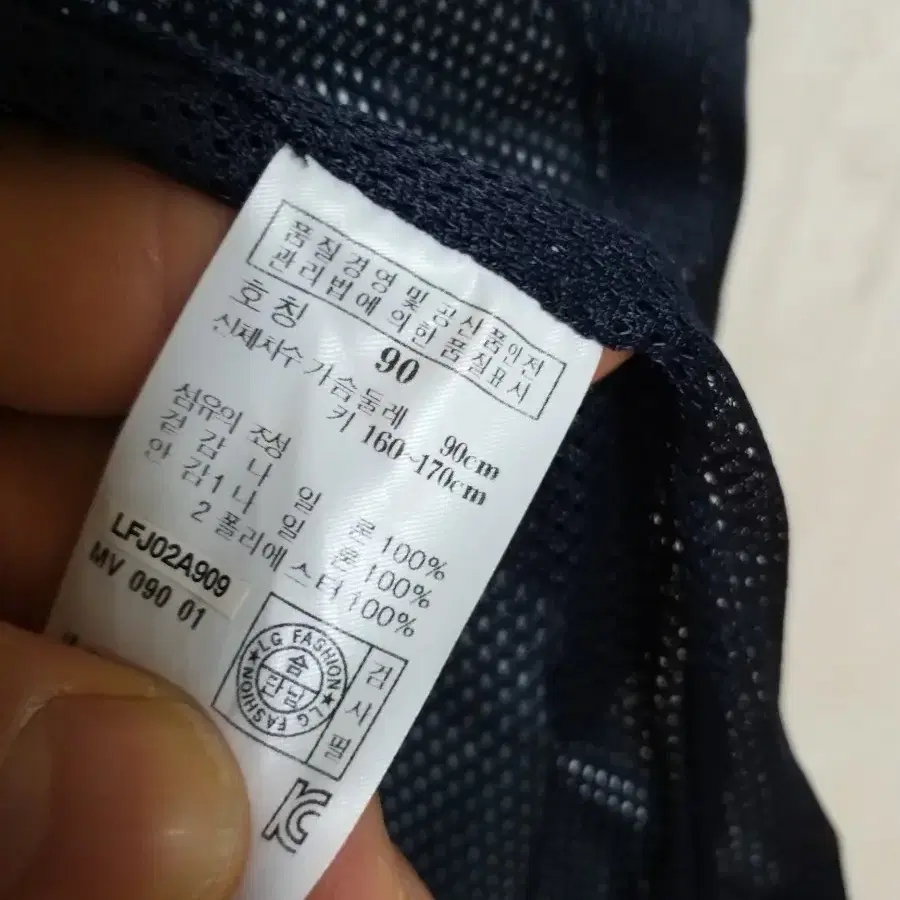 품질경영 및 공산품안전
관리법에 의한 품질표시
호칭 90
신체치수 가슴둘레 90cm
키 160~170cm
섬유의 조성
겉감 나일론 100%
안감1 나일론 100%
2 폴리에스터 100%
LFJ02A909
MV 090 01
★LG FASHION★LG FASHION
검사필
KC